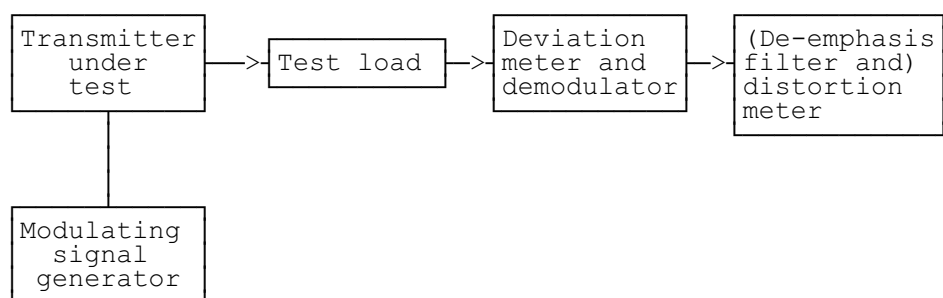 Transmitter
under
test
Test load
Deviation
meter and
demodulator
(De-emphasis
filter and)
distortion
meter
Modulating
signal
generator